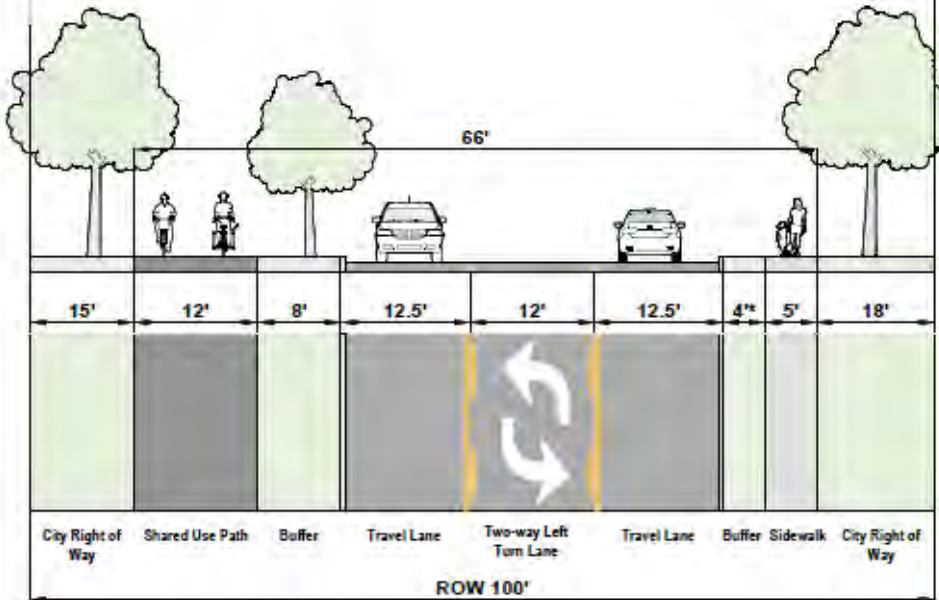 66'
15' 12' 8' 12.5' 12' 12.5' 4'* 5' 18'
City Right of Way
Shared Use Path
Buffer
Travel Lane
Two-way Left
Turn Lane
Travel Lane
Buffer
Sidewalk
City Right of
Way
ROW 100'